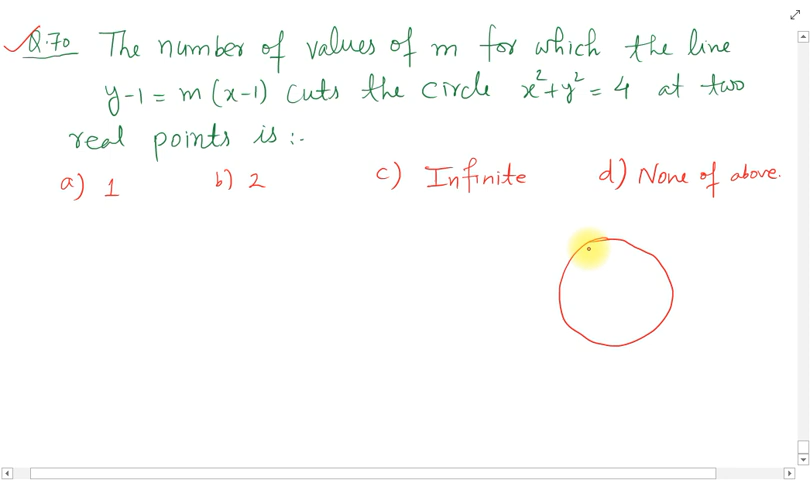 Q.70 The number of values of m for which the line
y-1 = m (x-1) cuts the circle x²+y² = 4 at two
real points is :-
a) 1 b) 2 c) Infinite d) None of above.